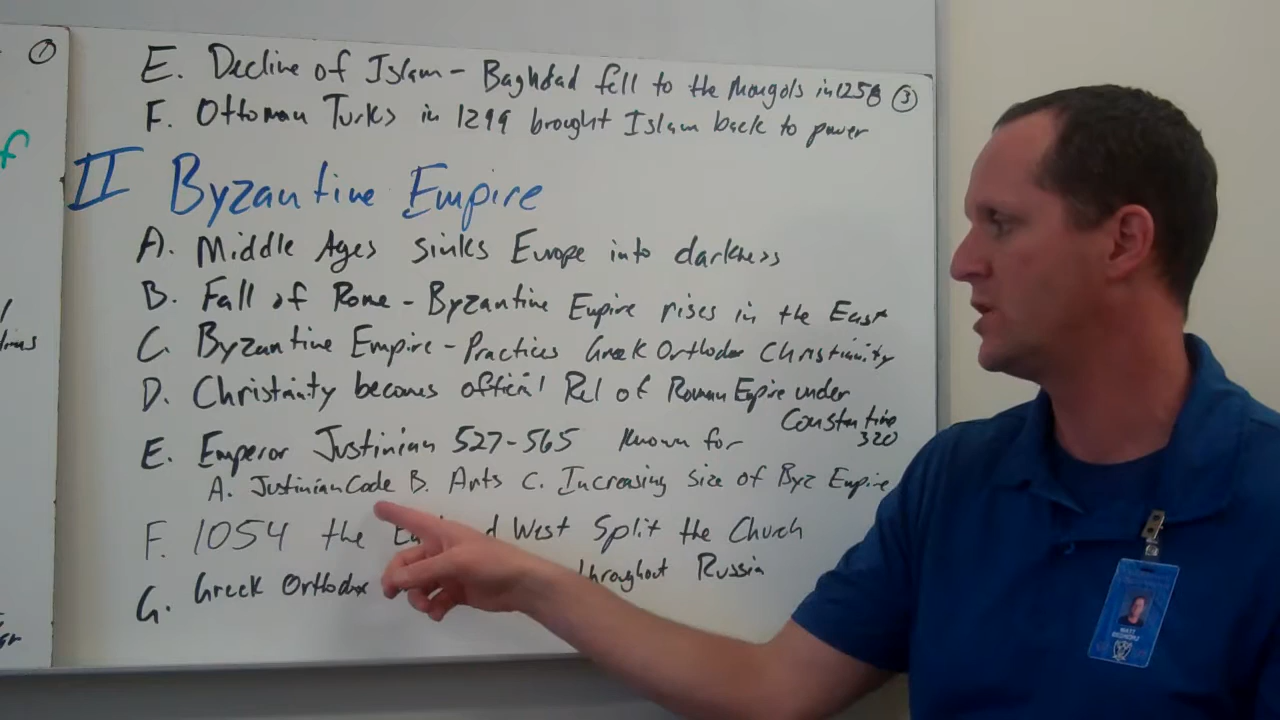 ①
E. Decline of Islam - Baghdad fell to the Mongols in 1258 ③
F. Ottoman Turks in 1299 brought Islam back to power
II Byzantine Empire
A. Middle Ages sinks Europe into darkness
B. Fall of Rome - Byzantine Empire rises in the East
C. Byzantine Empire - Practices Greek Orthodox Christianity
D. Christianity becomes official Rel of Roman Empire under
Constantine
320
E. Emperor Justinian 527-565 Known for
A. Justinian Code B. Arts C. Increasing size of Byz Empire
F. 1054 the West Split the Church
G. Greek Orthodox throughout Russia
MATT